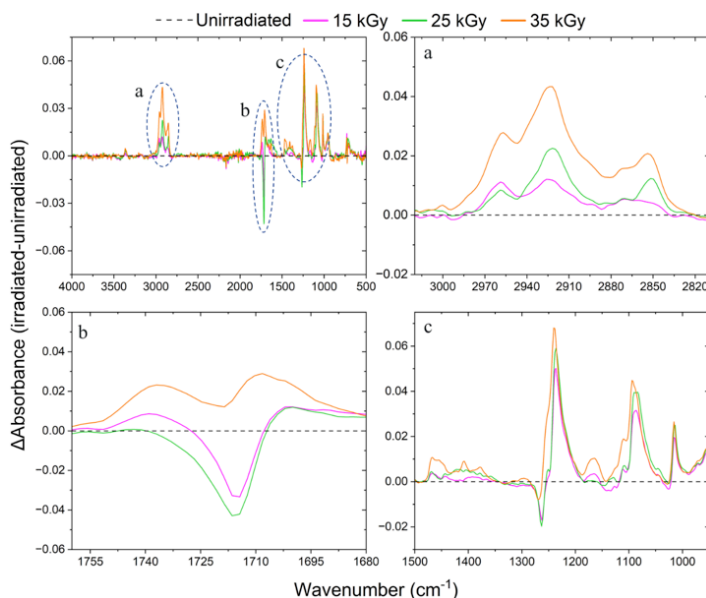 Unirradiated 15 kGy 25 kGy 35 kGy
0.06
0.03
0.00
−0.03
−0.06
4000 3500 3000 2500 2000 1500 1000 500
a
b
c
0.06
0.04
0.02
0.00
−0.02
3000 2970 2940 2910 2880 2850 2820
a
0.06
0.04
0.02
0.00
−0.02
−0.04
−0.06
1755 1740 1725 1710 1695 1680
b
0.06
0.04
0.02
0.00
−0.02
1500 1400 1300 1200 1100 1000
c
ΔAbsorbance (irradiated-unirradiated)
Wavenumber (cm⁻¹)